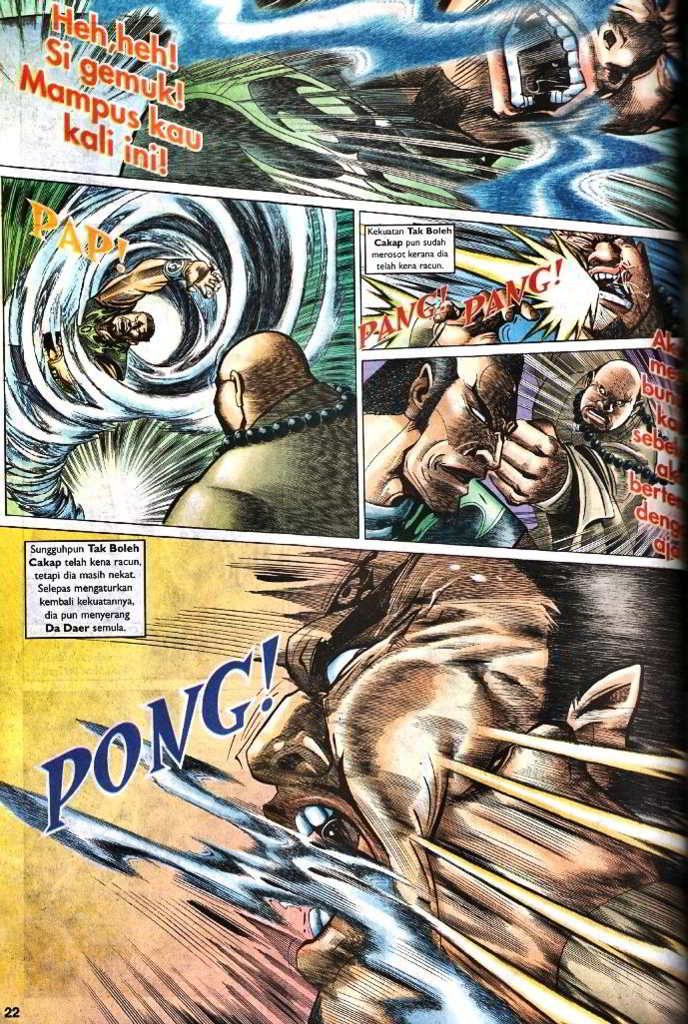 Heh,heh!
Si gemuk!
Mampus kau
kali ini!
PAP!
Kekuatan Tak Boleh
Cakap pun sudah
merosot kerana dia
telah kena racun.
PANG! PANG!
Sungguhpun Tak Boleh
Cakap telah kena racun,
tetapi dia masih nekat.
Selepas mengaturkan
kembali kekuatannya,
dia pun menyerang
Da Daer semula.
PONG!
22